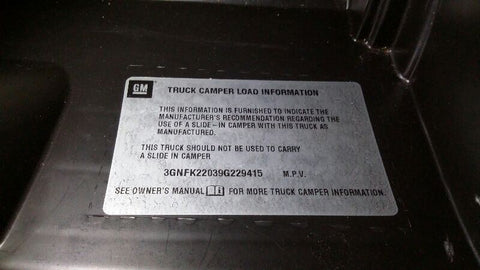 GM TRUCK CAMPER LOAD INFORMATION
THIS INFORMATION IS FURNISHED TO INDICATE THE
MANUFACTURER'S RECOMMENDATION REGARDING THE
USE OF A SLIDE-IN CAMPER WITH THIS TRUCK AS
MANUFACTURED.
THIS TRUCK SHOULD NOT BE USED TO CARRY
A SLIDE IN CAMPER
3GNFK22039G229415 M.P.V.
SEE OWNER'S MANUAL FOR MORE TRUCK CAMPER INFORMATION.